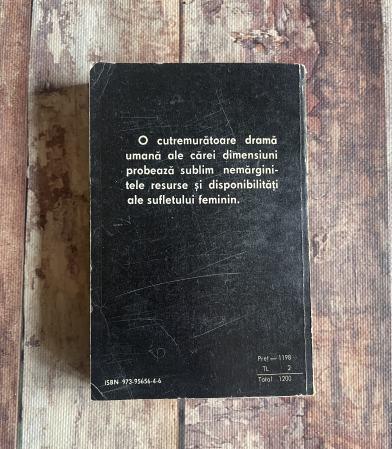 O cutremurătoare dramă
umană ale cărei dimensiuni
probează sublim nemărgini-
tele resurse și disponibilități
ale sufletului feminin.
Preț — 1198
TL 2
Total 1200
ISBN 973-95656-4-6